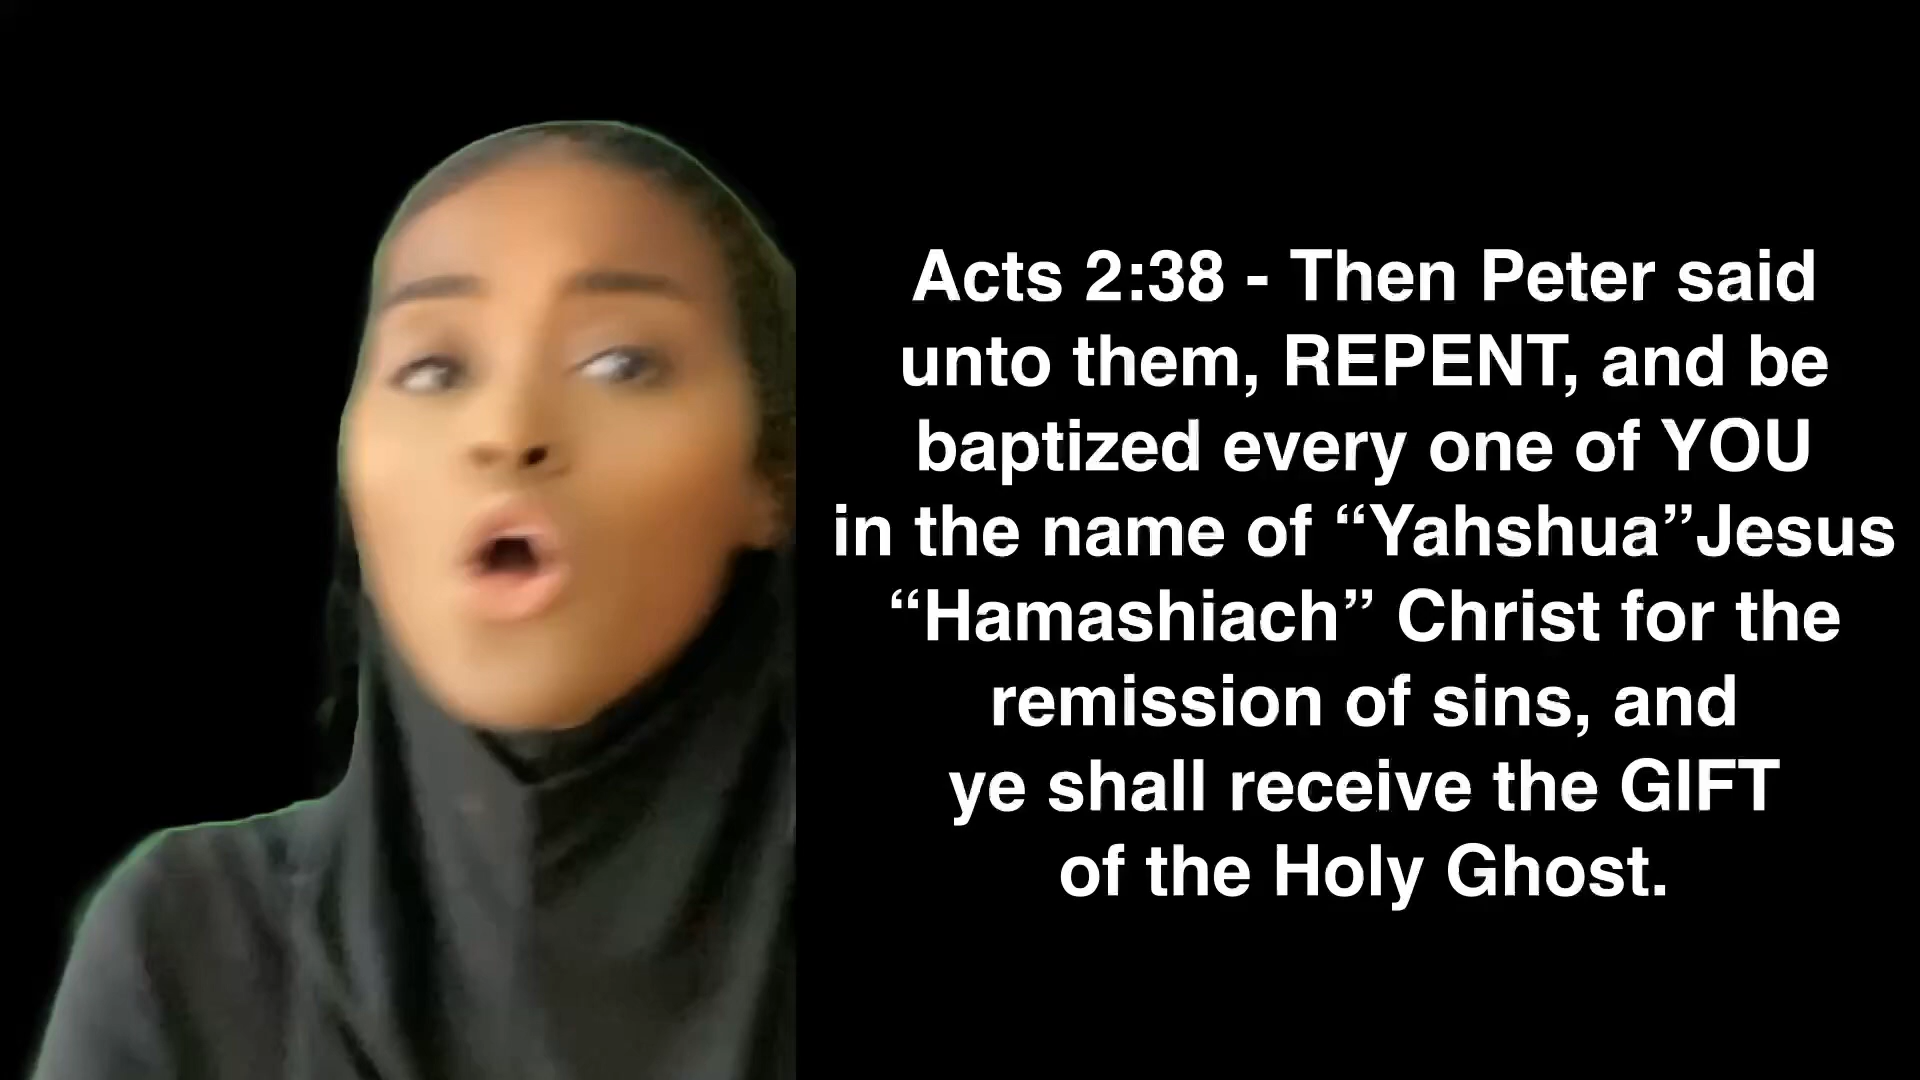 Acts 2:38 - Then Peter said
unto them, REPENT, and be
baptized every one of YOU
in the name of “Yahshua”Jesus
“Hamashiach” Christ for the
remission of sins, and
ye shall receive the GIFT
of the Holy Ghost.